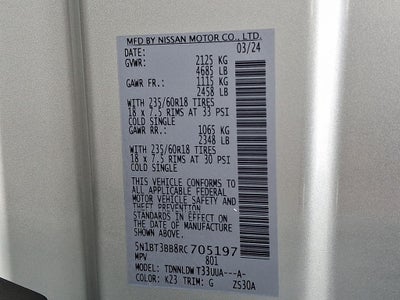 MFD BY NISSAN MOTOR CO., LTD.
DATE: 03/24
GVWR: 2125 KG
4685 LB
GAWR FR.: 1115 KG
2458 LB
WITH 235/60R18 TIRES
18 x 7.5 RIMS AT 33 PSI
COLD SINGLE
GAWR RR.: 1065 KG
2348 LB
WITH 235/60R18 TIRES
18 x 7.5 RIMS AT 30 PSI
COLD SINGLE
THIS VEHICLE CONFORMS TO
ALL APPLICABLE FEDERAL
MOTOR VEHICLE SAFETY AND
THEFT PREVENTION
STANDARDS IN EFFECT ON THE
DATE OF MANUFACTURE SHOWN
ABOVE.
5N1BT3BB8RC705197
MPV 801
MODEL: TDNNLDW T33UUA---A-
COLOR: K23 TRIM: G ZS30A